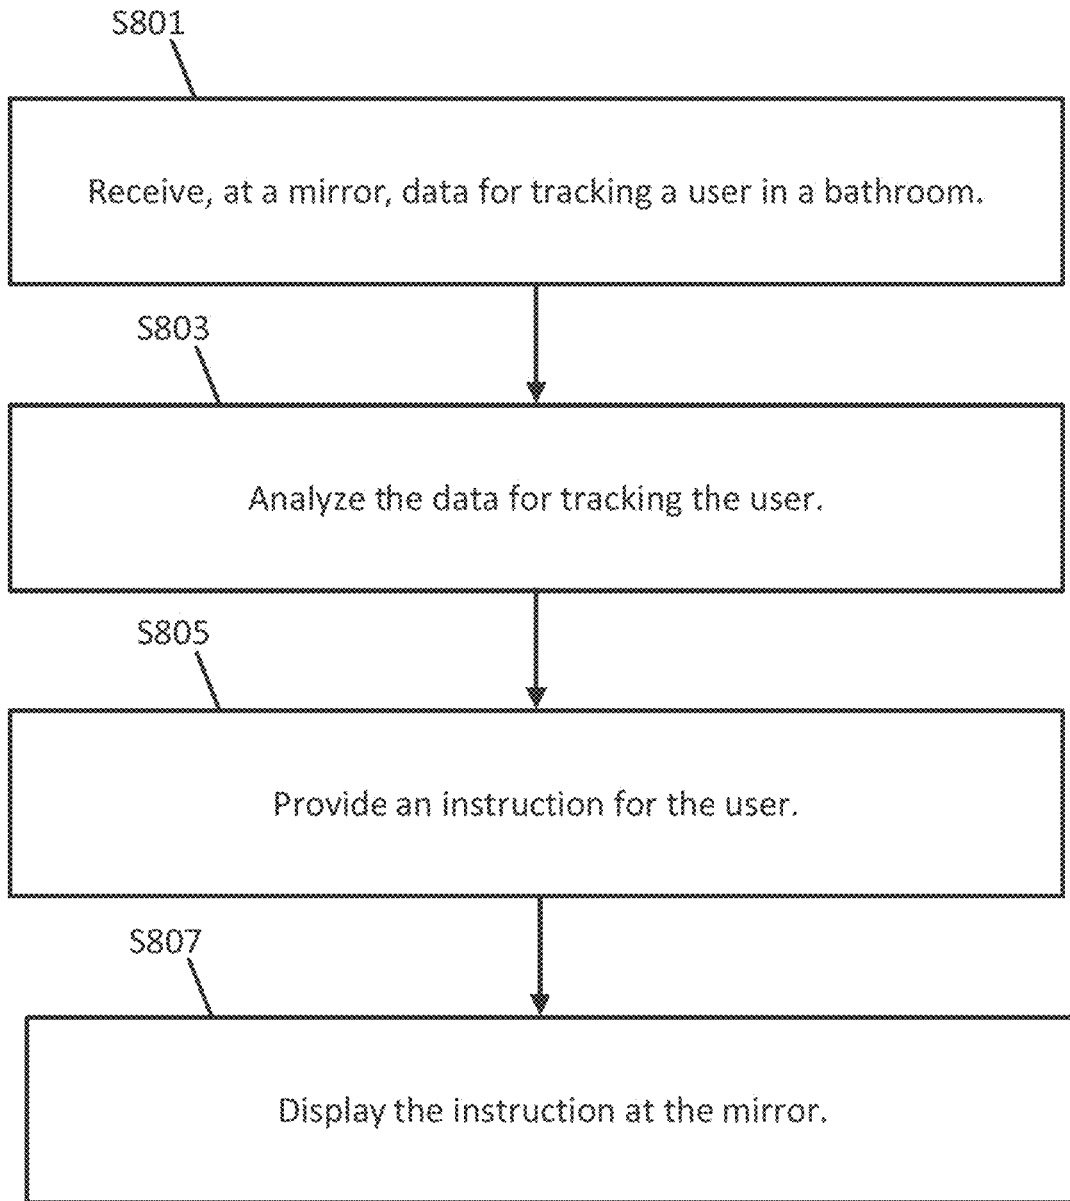 S801
Receive, at a mirror, data for tracking a user in a bathroom.
S803
Analyze the data for tracking the user.
S805
Provide an instruction for the user.
S807
Display the instruction at the mirror.